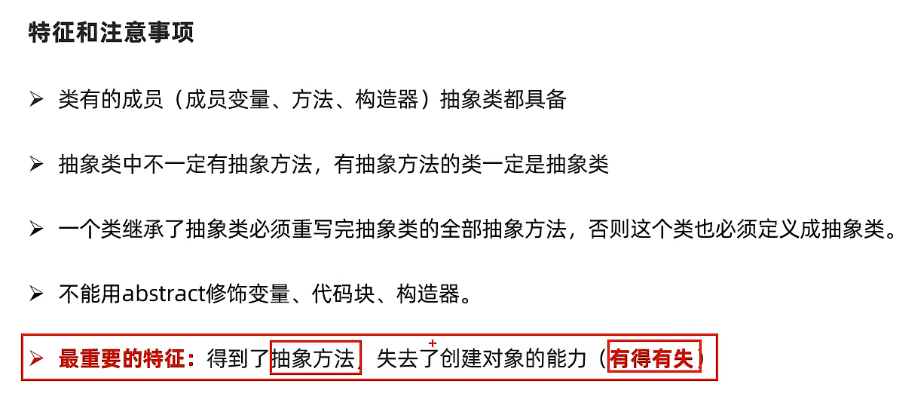 特征和注意事项
➢ 类有的成员（成员变量、方法、构造器）抽象类都具备
➢ 抽象类中不一定有抽象方法，有抽象方法的类一定是抽象类
➢ 一个类继承了抽象类必须重写完抽象类的全部抽象方法，否则这个类也必须定义成抽象类。
➢ 不能用abstract修饰变量、代码块、构造器。
➢ 最重要的特征：得到了抽象方法，失去了创建对象的能力（有得有失）